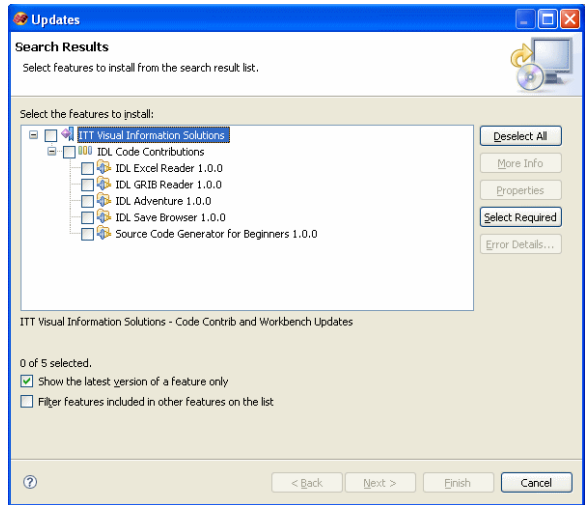 Updates
Search Results
Select features to install from the search result list.
Select the features to install:
ITT Visual Information Solutions
IDL Code Contributions
IDL Excel Reader 1.0.0
IDL GRIB Reader 1.0.0
IDL Adventure 1.0.0
IDL Save Browser 1.0.0
Source Code Generator for Beginners 1.0.0
Deselect All
More Info
Properties
Select Required
Error Details...
ITT Visual Information Solutions - Code Contrib and Workbench Updates
0 of 5 selected.
Show the latest version of a feature only
Filter features included in other features on the list
?
< Back Next > Finish Cancel